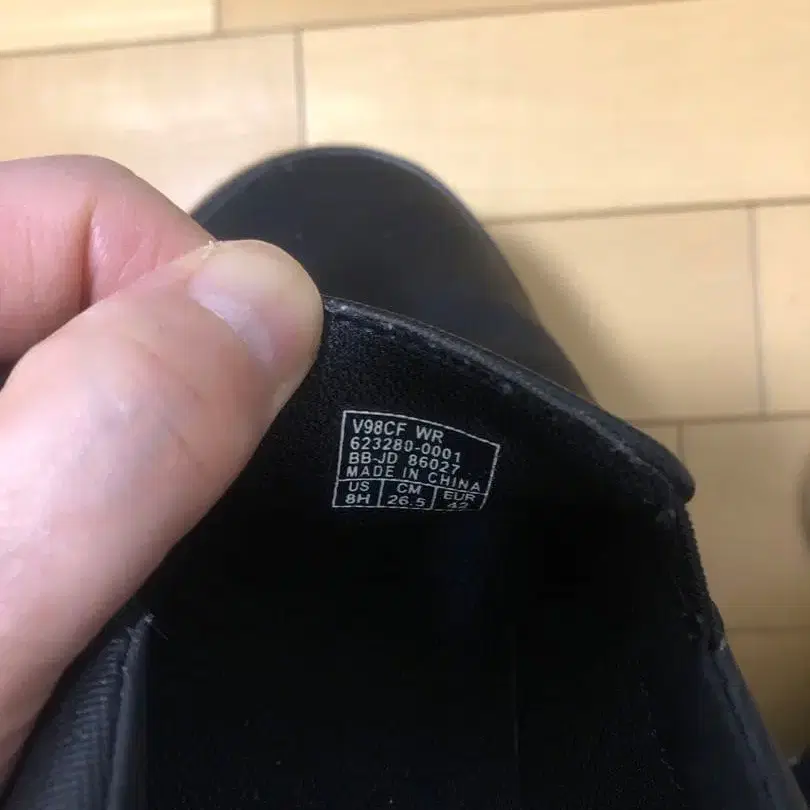 V98CF WR
623280-0001
BB-JD 86027
MADE IN CHINA
US CM EUR
8H 26.5 42